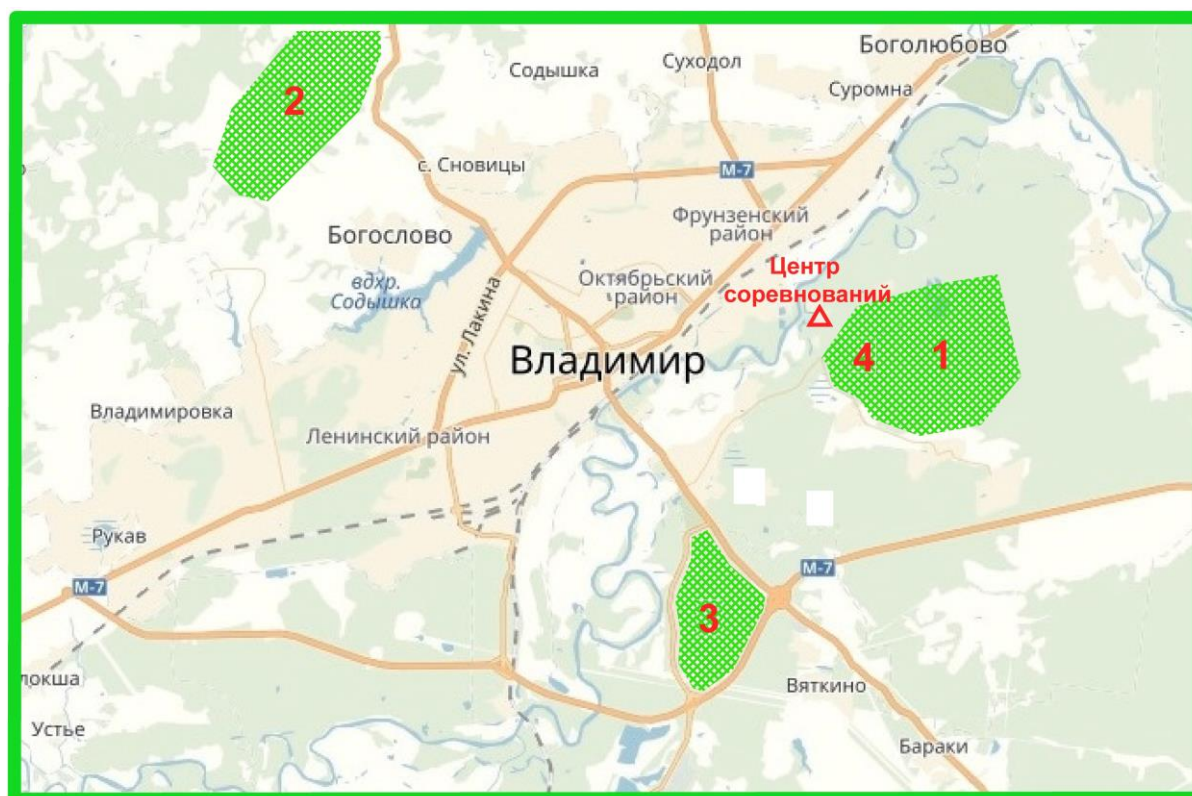 Боголюбово
Суходол
Содышка
Суромна
2
с. Сновицы
М-7
Фрунзенский
район
Богослово
Центр
соревнований
вдхр.
Содышка
Октябрьский
район
ул. Лакина
Владимир
4
1
Владимировка
Ленинский район
Рукав
М-7
М-7
3
Вяткино
локша
Устье
Бараки